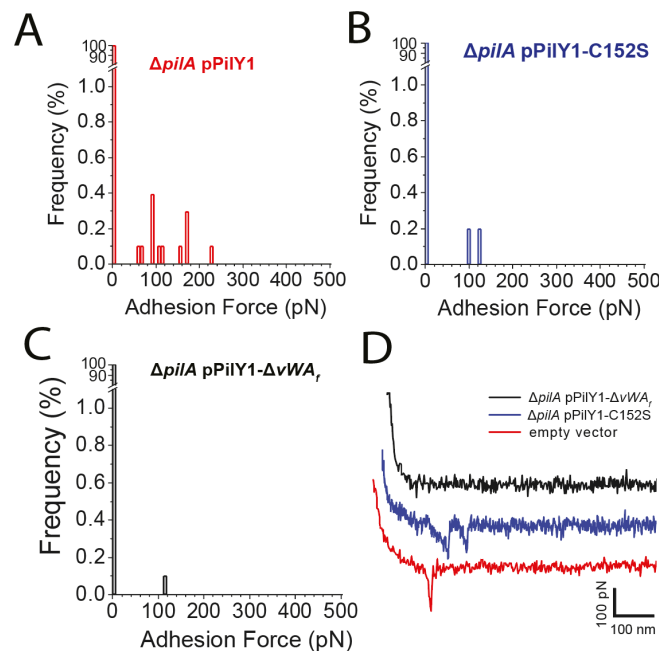 A
ΔpilA pPilY1
Frequency (%)
100
90
1.0
0.8
0.6
0.4
0.2
0.0
0 100 200 300 500
Adhesion Force (pN)
B
ΔpilA pPilY1-C152S
Frequency (%)
100
90
1.0
0.8
0.6
0.4
0.2
0.0
0 100 200 300 400 500
Adhesion Force (pN)
C
ΔpilA pPilY1-ΔvWAf
Frequency (%)
100
90
1.0
0.8
0.6
0.4
0.2
0.0
0 100 200 300 400 500
Adhesion Force (pN)
D
ΔpilA pPilY1-ΔvWAf
ΔpilA pPilY1-C152S
empty vector
100 pN
100 nm